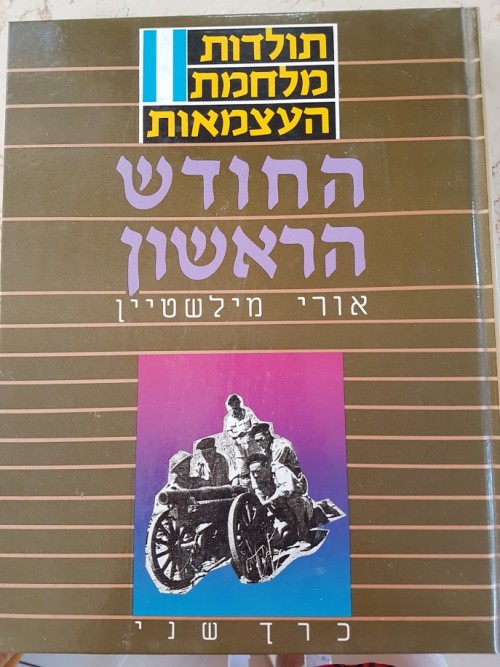 תולדות
מלחמת
העצמאות
החודש
הראשון
אורי מילשטיין
כרך שני